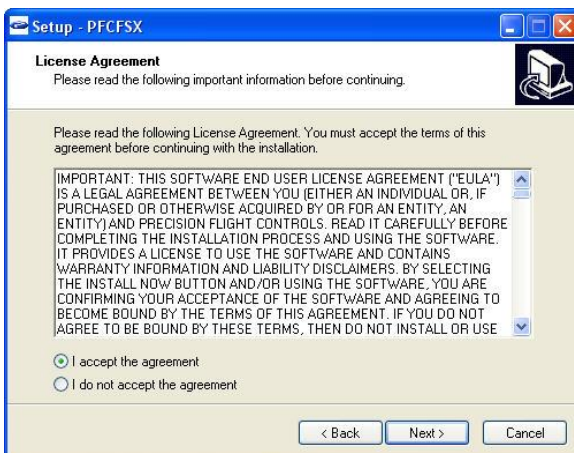 Setup - PFCFSX
License Agreement
Please read the following important information before continuing.
Please read the following License Agreement. You must accept the terms of this
agreement before continuing with the installation.
IMPORTANT: THIS SOFTWARE END USER LICENSE AGREEMENT ("EULA")
IS A LEGAL AGREEMENT BETWEEN YOU (EITHER AN INDIVIDUAL OR, IF
PURCHASED OR OTHERWISE ACQUIRED BY OR FOR AN ENTITY, AN
ENTITY) AND PRECISION FLIGHT CONTROLS. READ IT CAREFULLY BEFORE
COMPLETING THE INSTALLATION PROCESS AND USING THE SOFTWARE.
IT PROVIDES A LICENSE TO USE THE SOFTWARE AND CONTAINS
WARRANTY INFORMATION AND LIABILITY DISCLAIMERS. BY SELECTING
THE INSTALL NOW BUTTON AND/OR USING THE SOFTWARE, YOU ARE
CONFIRMING YOUR ACCEPTANCE OF THE SOFTWARE AND AGREEING TO
BECOME BOUND BY THE TERMS OF THIS AGREEMENT. IF YOU DO NOT
AGREE TO BE BOUND BY THESE TERMS, THEN DO NOT INSTALL OR USE
I accept the agreement
I do not accept the agreement
< Back Next > Cancel